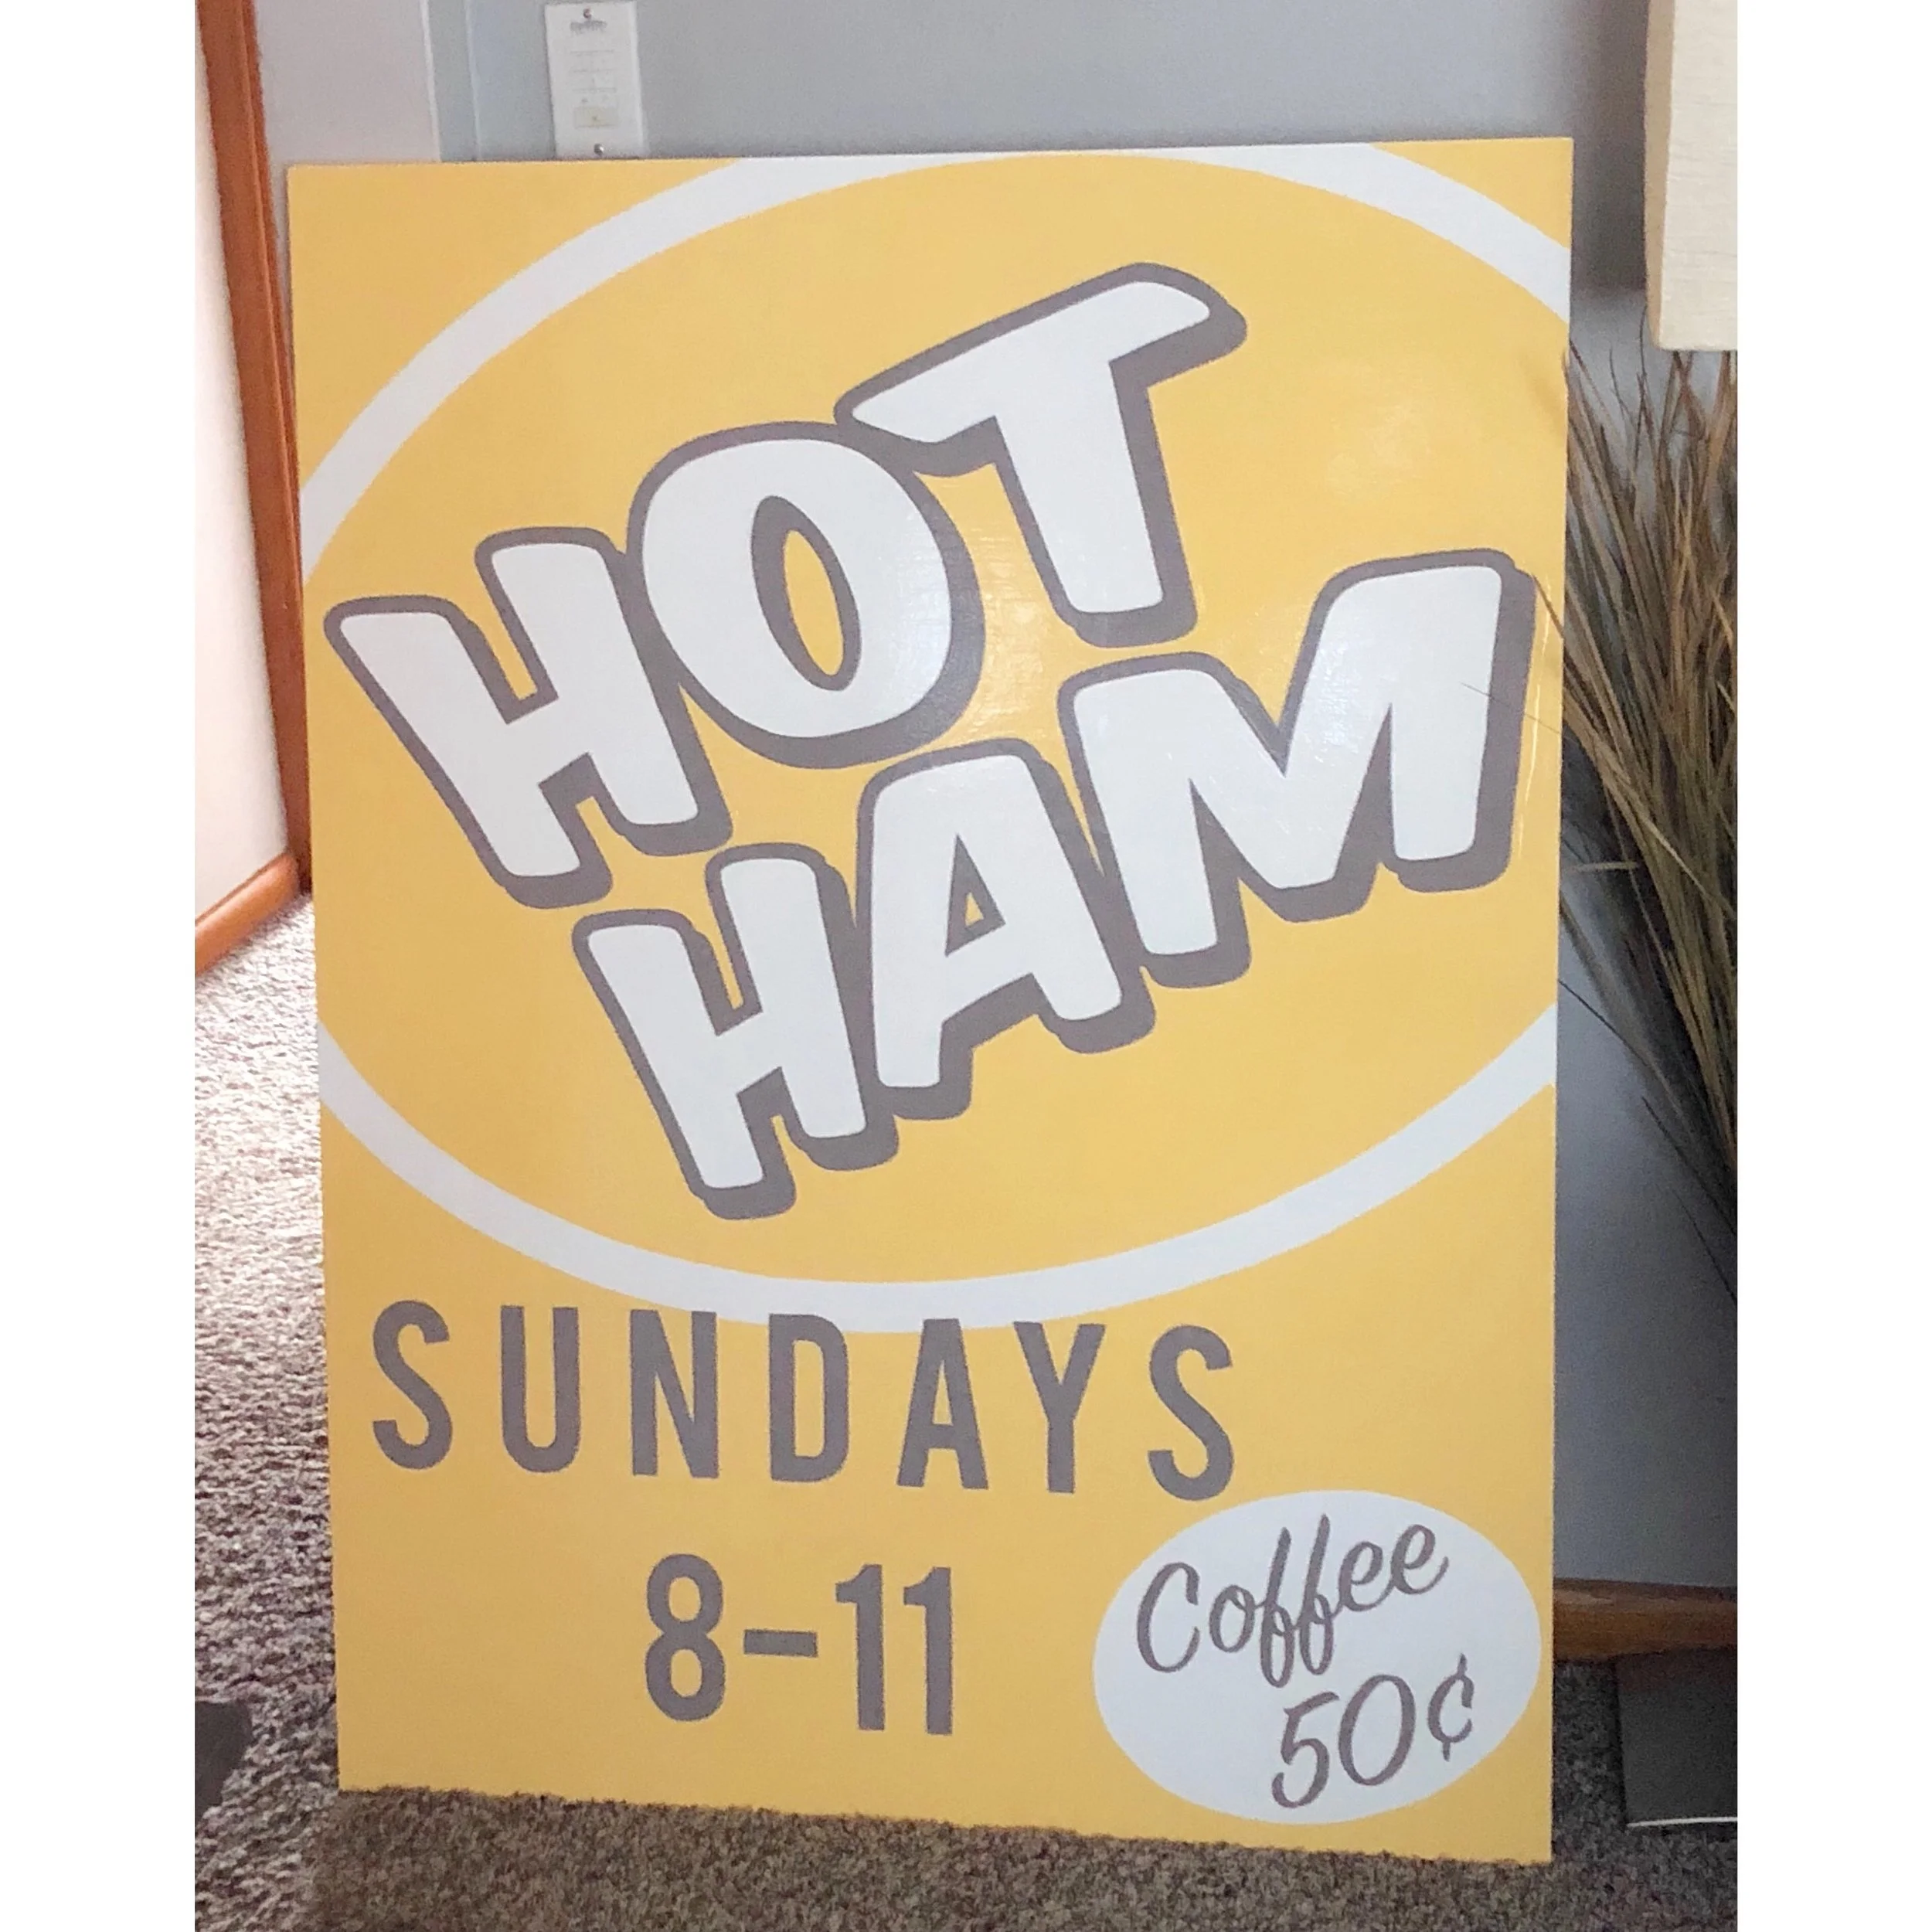 HOT
HAM
SUNDAYS
8-11
Coffee
50¢